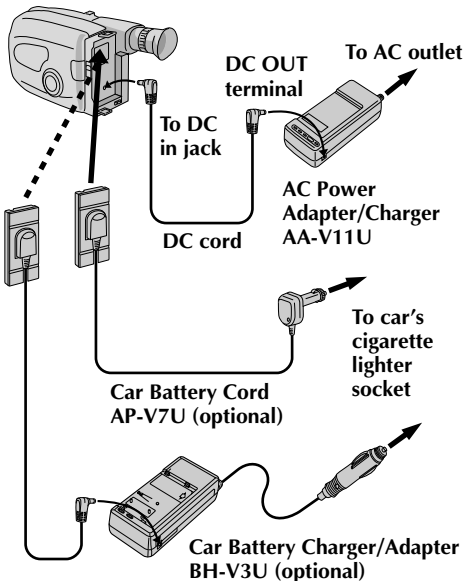 To AC outlet
DC OUT
terminal
To DC
in jack
AC Power
Adapter/Charger
AA-V11U
DC cord
To car's
cigarette
lighter
socket
Car Battery Cord
AP-V7U (optional)
Car Battery Charger/Adapter
BH-V3U (optional)